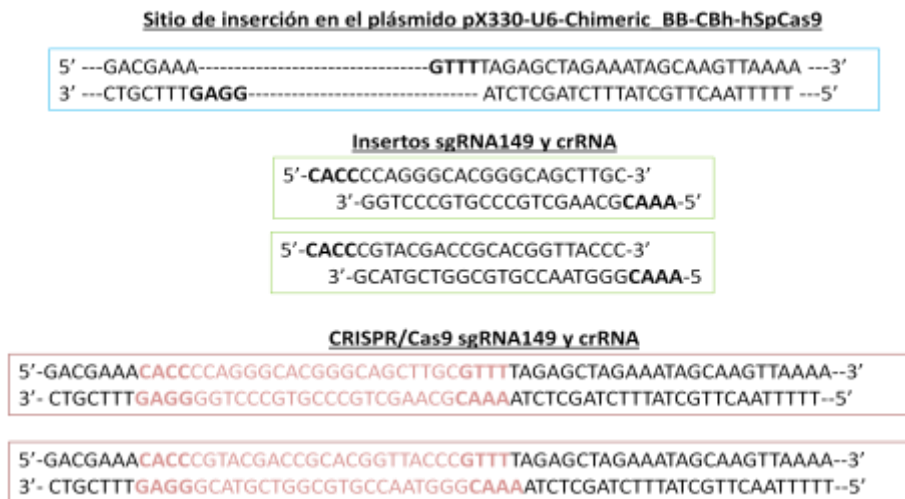 Sitio de inserción en el plásmido pX330-U6-Chimeric_BB-CBh-hSpCas9
5' ---GACGAAA---------------------------------GTTTTAGAGCTAGAAATAGCAAGTTAAAA ---3'
3' ---CTGCTTTGAGG--------------------------------- ATCTCGATCTTTATCGTTCAATTTTT ---5'
Insertos sgRNA149 y crRNA
5'-CACCCCAGGGCACGGGCAGCTTGC-3'
3'-GGTCCCGTGCCCGTCGAACGCAAA-5'
5'-CACCCGTACGACCGCACGGTTACCC-3'
3'-GCATGCTGGCGTGCCAATGGGCAAA-5
CRISPR/Cas9 sgRNA149 y crRNA
5'-GACGAAACACCCCAGGGCACGGGCAGCTTGCGTTTTAGAGCTAGAAATAGCAAGTTAAAA--3'
3'- CTGCTTTGAGGGGTCCCGTGCCCGTCGAACGCAAAATCTCGATCTTTATCGTTCAATTTTT--5'
5'-GACGAAACACCCGTACGACCGCACGGTTACCCGTTTTAGAGCTAGAAATAGCAAGTTAAAA--3'
3'- CTGCTTTGAGGGCATGCTGGCGTGCCAATGGGCAAAATCTCGATCTTTATCGTTCAATTTTT--5'